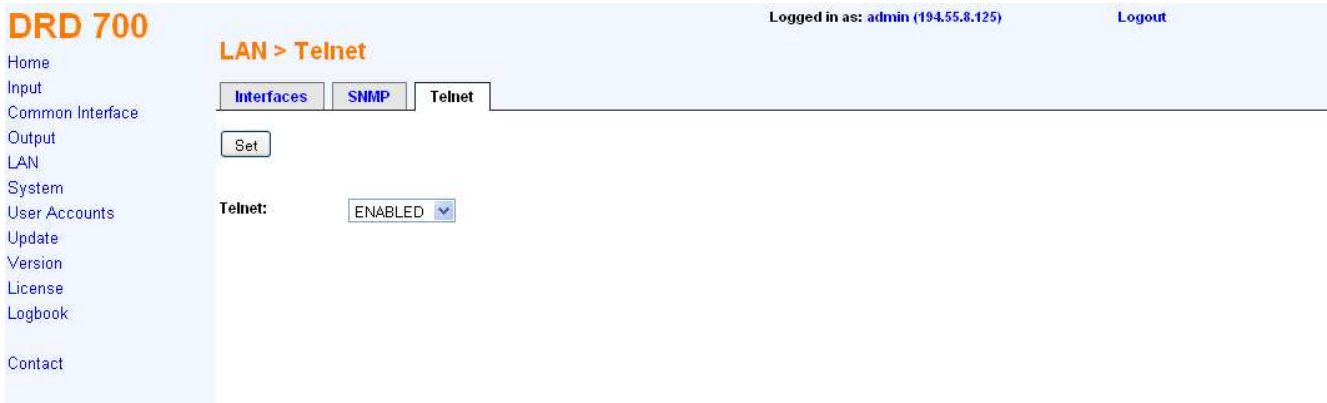 DRD 700
Logged in as: admin (194.55.8.125) Logout
LAN > Telnet
Home
Input
Common Interface
Output
LAN
System
User Accounts
Update
Version
License
Logbook
Contact
Interfaces SNMP Telnet
Set
Telnet: ENABLED